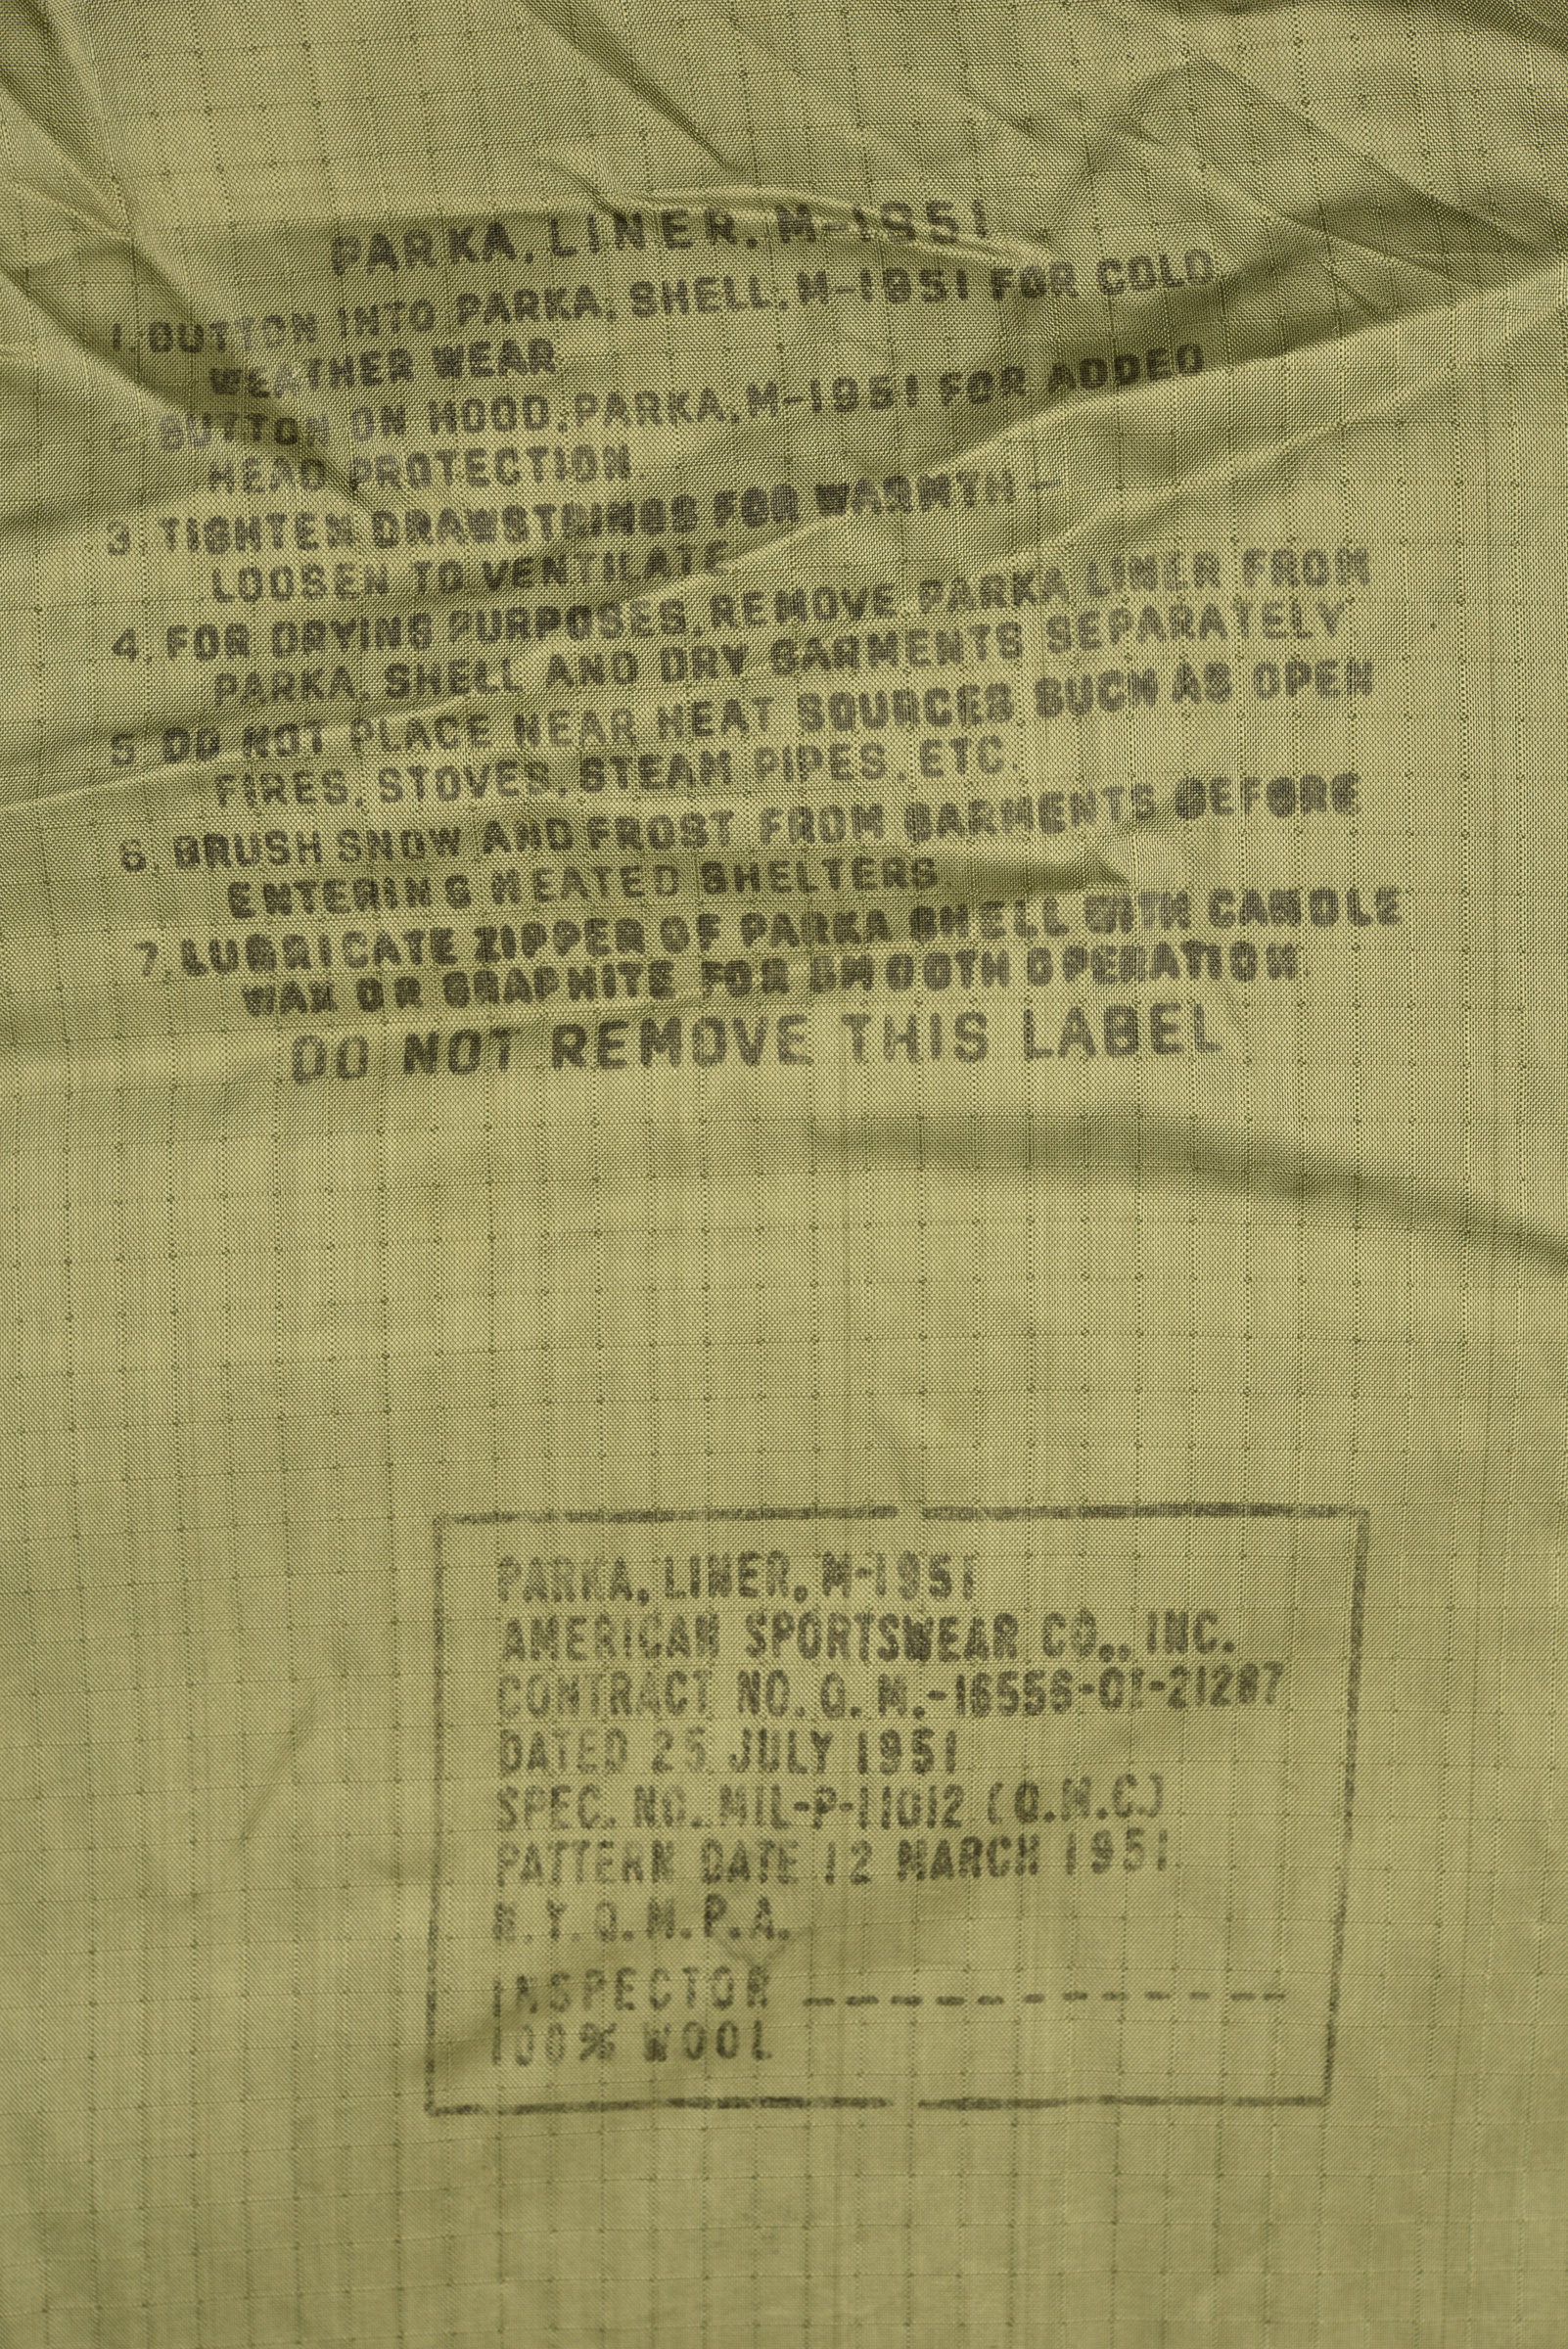 PARKA, LINER, M-1951
1. BUTTON INTO PARKA, SHELL, M-1951 FOR COLD
WEATHER WEAR
2. BUTTON ON HOOD, PARKA, M-1951 FOR ADDED
HEAD PROTECTION.
3. TIGHTEN DRAWSTRINGS FOR WARMTH —
LOOSEN TO VENTILATE
4. FOR DRYING PURPOSES, REMOVE PARKA LINER FROM
PARKA, SHELL AND DRY GARMENTS SEPARATELY
5. DO NOT PLACE NEAR HEAT SOURCES SUCH AS OPEN
FIRES, STOVES, STEAM PIPES, ETC.
6. BRUSH SNOW AND FROST FROM GARMENTS BEFORE
ENTERING HEATED SHELTERS.
7. LUBRICATE ZIPPER OF PARKA SHELL WITH CANDLE
WAX OR GRAPHITE FOR SMOOTH OPERATION.
DO NOT REMOVE THIS LABEL
PARKA, LINER, M-1951
AMERICAN SPORTSWEAR CO., INC.
CONTRACT NO. Q. M.
DATED 25 JULY 1951
SPEC. NO. MIL-P-11012 (Q.M.C.)
PATTERN DATE 12 MARCH 1951
N.Y.Q.M.P.A.
INSPECTOR ------------
100% WOOL